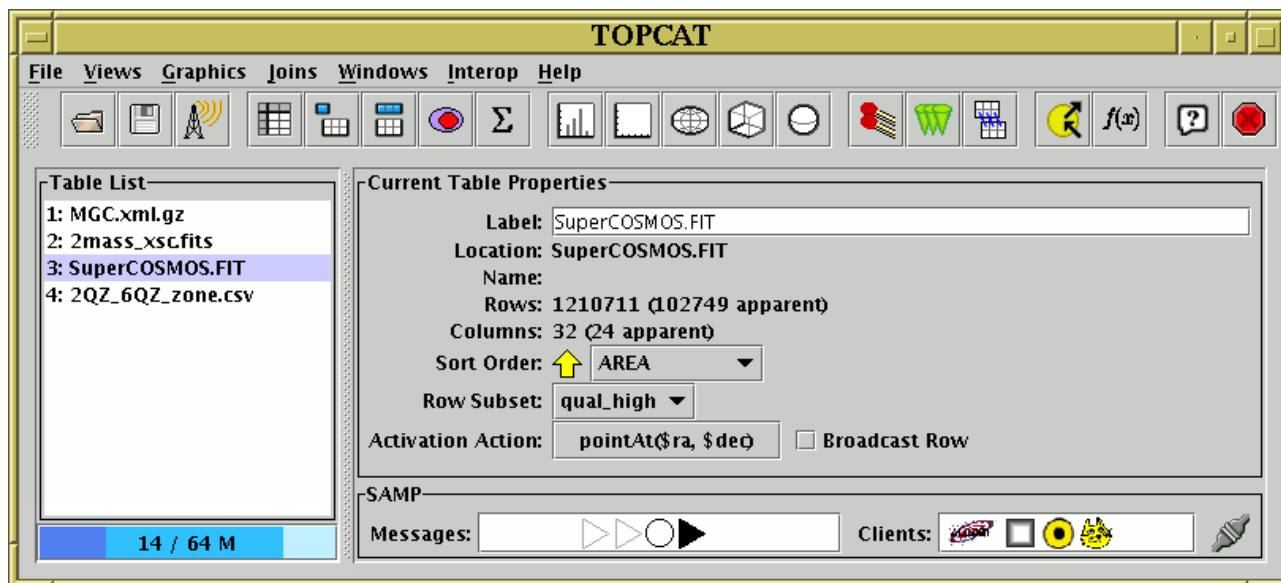 TOPCAT
File Views Graphics Joins Windows Interop Help
Σ f(x) ?
Table List
1: MGC.xml.gz
2: 2mass_xsc.fits
3: SuperCOSMOS.FIT
4: 2QZ_6QZ_zone.csv
14 / 64 M
Current Table Properties
Label: SuperCOSMOS.FIT
Location: SuperCOSMOS.FIT
Name:
Rows: 1210711 (102749 apparent)
Columns: 32 (24 apparent)
Sort Order: AREA
Row Subset: qual_high
Activation Action: pointAt($ra, $dec) Broadcast Row
SAMP
Messages: Clients: